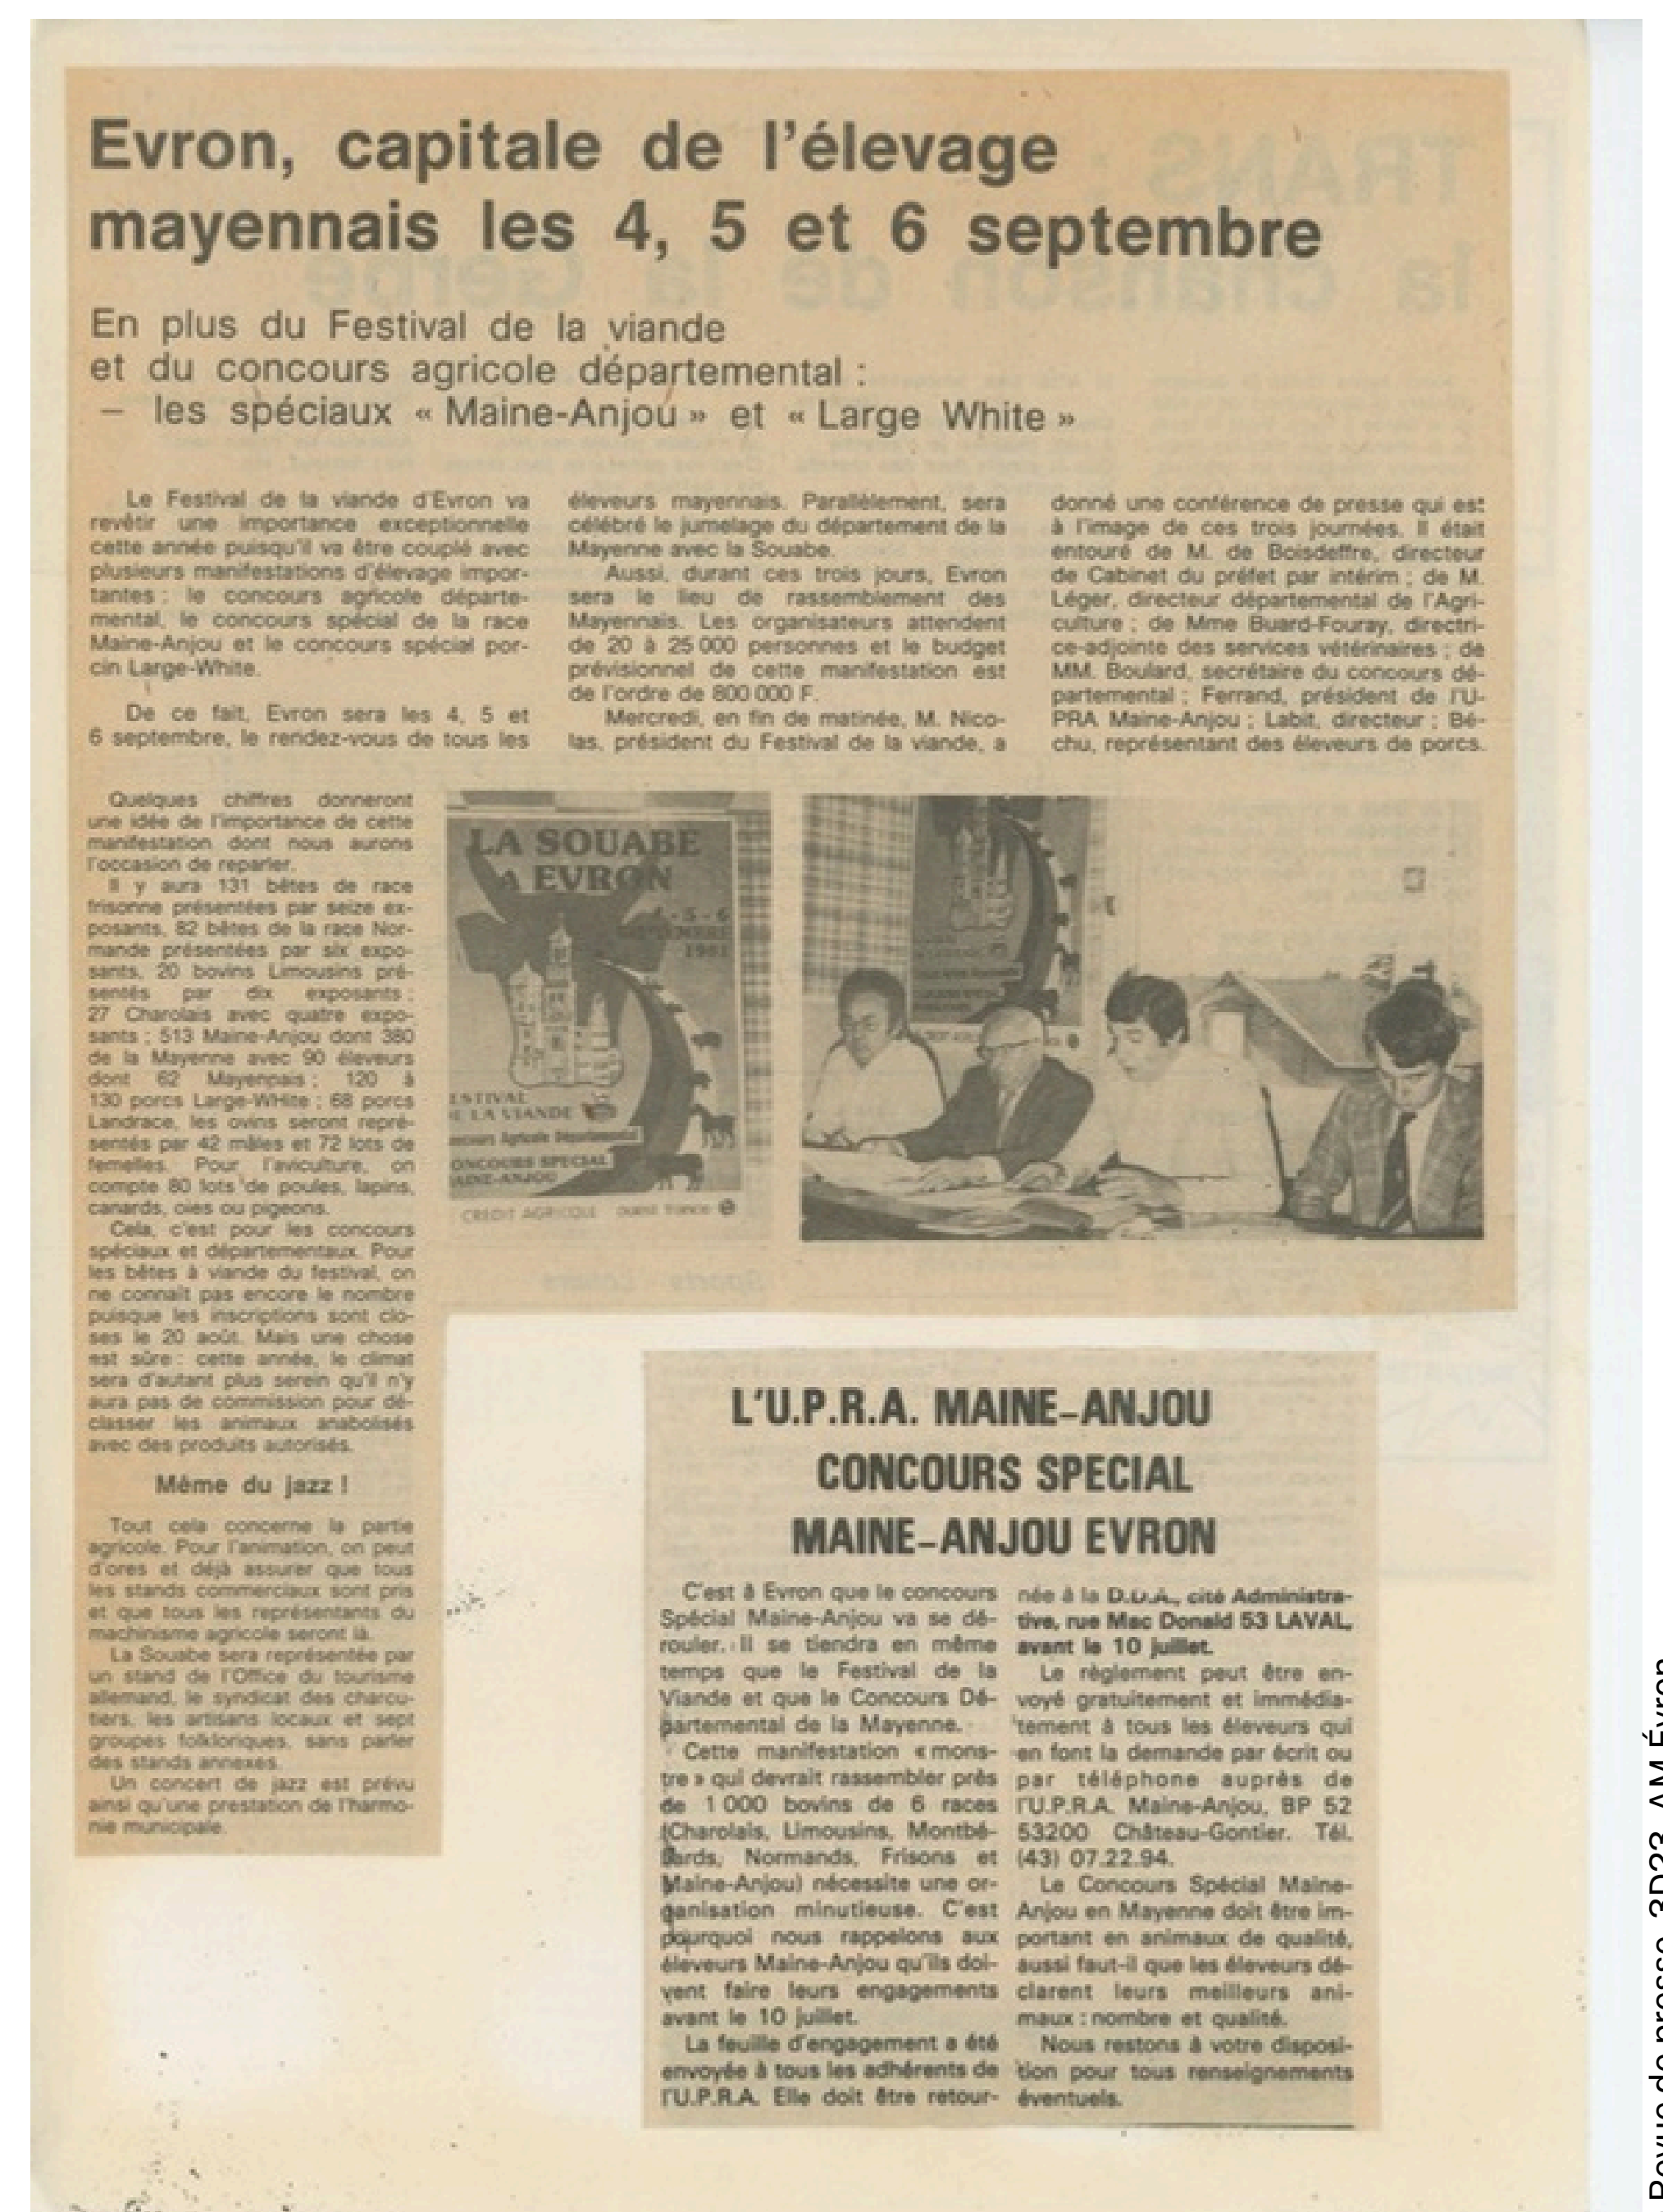 Evron, capitale de l'élevage
mayennais les 4, 5 et 6 septembre
En plus du Festival de la viande
et du concours agricole départemental :
– les spéciaux « Maine-Anjou » et « Large White »
Le Festival de la viande d'Evron va
revêtir une importance exceptionnelle
cette année puisqu'il va être couplé avec
plusieurs manifestations d'élevage impor-
tantes : le concours agricole départe-
mental, le concours spécial de la race
Maine-Anjou et le concours spécial por-
cin Large-White.
De ce fait, Evron sera les 4, 5 et
6 septembre, le rendez-vous de tous les
éleveurs mayennais. Parallèlement, sera
célébré le jumelage du département de la
Mayenne avec la Souabe.
Aussi, durant ces trois jours, Evron
sera le lieu de rassemblement des
Mayennais. Les organisateurs attendent
de 20 à 25 000 personnes et le budget
prévisionnel de cette manifestation est
de l'ordre de 800 000 F.
Mercredi, en fin de matinée, M. Nico-
las, président du Festival de la viande, a
donné une conférence de presse qui est
à l'image de ces trois journées. Il était
entouré de M. de Boisdeffre, directeur
de Cabinet du préfet par intérim ; de M.
Léger, directeur départemental de l'Agri-
culture ; de Mme Buard-Fouray, directri-
ce-adjointe des services vétérinaires ; de
MM. Boulard, secrétaire du concours dé-
partemental ; Ferrand, président de l'U-
PRA Maine-Anjou ; Labit, directeur ; Bé-
chu, représentant des éleveurs de porcs.
Quelques chiffres donneront
une idée de l'importance de cette
manifestation dont nous aurons
l'occasion de reparler.
Il y aura 131 bêtes de race
frisonne présentées par seize ex-
posants, 82 bêtes de la race Nor-
mande présentées par six expo-
sants, 20 bovins Limousins pré-
sentés par dix exposants ;
27 Charolais avec quatre expo-
sants ; 513 Maine-Anjou dont 380
de la Mayenne avec 90 éleveurs
dont 62 Mayennais ; 120 à
130 porcs Large-WHite ; 68 porcs
Landrace, les ovins seront repré-
sentés par 42 mâles et 72 lots de
femelles. Pour l'aviculture, on
compte 80 lots de poules, lapins,
canards, oies ou pigeons.
Cela, c'est pour les concours
spéciaux et départementaux. Pour
les bêtes à viande du festival, on
ne connaît pas encore le nombre
puisque les inscriptions sont clo-
ses le 20 août. Mais une chose
est sûre : cette année, le climat
sera d'autant plus serein qu'il n'y
aura pas de commission pour dé-
classer les animaux anabolisés
avec des produits autorisés.
Même du jazz !
Tout cela concerne la partie
agricole. Pour l'animation, on peut
d'ores et déjà assurer que tous
les stands commerciaux sont pris
et que tous les représentants du
machinisme agricole seront là.
La Souabe sera représentée par
un stand de l'Office du tourisme
allemand, le syndicat des charcu-
tiers, les artisans locaux et sept
groupes folkloriques, sans parler
des stands annexes.
Un concert de jazz est prévu
ainsi qu'une prestation de l'harmo-
nie municipale.
LA SOUABE
A EVRON
4-5-6
SEPTEMBRE
1981
ESTIVAL
DE LA VIANDE
oncours Agricole Départemental
ONCOURS SPECIAL
AINE-ANJOU
CREDIT AGRICOLE ouest france
L'U.P.R.A. MAINE-ANJOU
CONCOURS SPECIAL
MAINE-ANJOU EVRON
C'est à Evron que le concours
Spécial Maine-Anjou va se dé-
rouler. Il se tiendra en même
temps que le Festival de la
Viande et que le Concours Dé-
partemental de la Mayenne.
Cette manifestation « mons-
tre » qui devrait rassembler près
de 1 000 bovins de 6 races
(Charolais, Limousins, Montbé-
liards, Normands, Frisons et
Maine-Anjou) nécessite une or-
ganisation minutieuse. C'est
pourquoi nous rappelons aux
éleveurs Maine-Anjou qu'ils doi-
vent faire leurs engagements
avant le 10 juillet.
La feuille d'engagement a été
envoyée à tous les adhérents de
l'U.P.R.A. Elle doit être retour-
née à la D.D.A., cité Administra-
tive, rue Mac Donald 53 LAVAL,
avant le 10 juillet.
Le règlement peut être en-
voyé gratuitement et immédia-
tement à tous les éleveurs qui
en font la demande par écrit ou
par téléphone auprès de
l'U.P.R.A. Maine-Anjou, BP 52
53200 Château-Gontier. Tél.
(43) 07.22.94.
Le Concours Spécial Maine-
Anjou en Mayenne doit être im-
portant en animaux de qualité,
aussi faut-il que les éleveurs dé-
clarent leurs meilleurs ani-
maux : nombre et qualité.
Nous restons à votre disposi-
tion pour tous renseignements
éventuels.
Revue de presse, 3D23, AM Évron